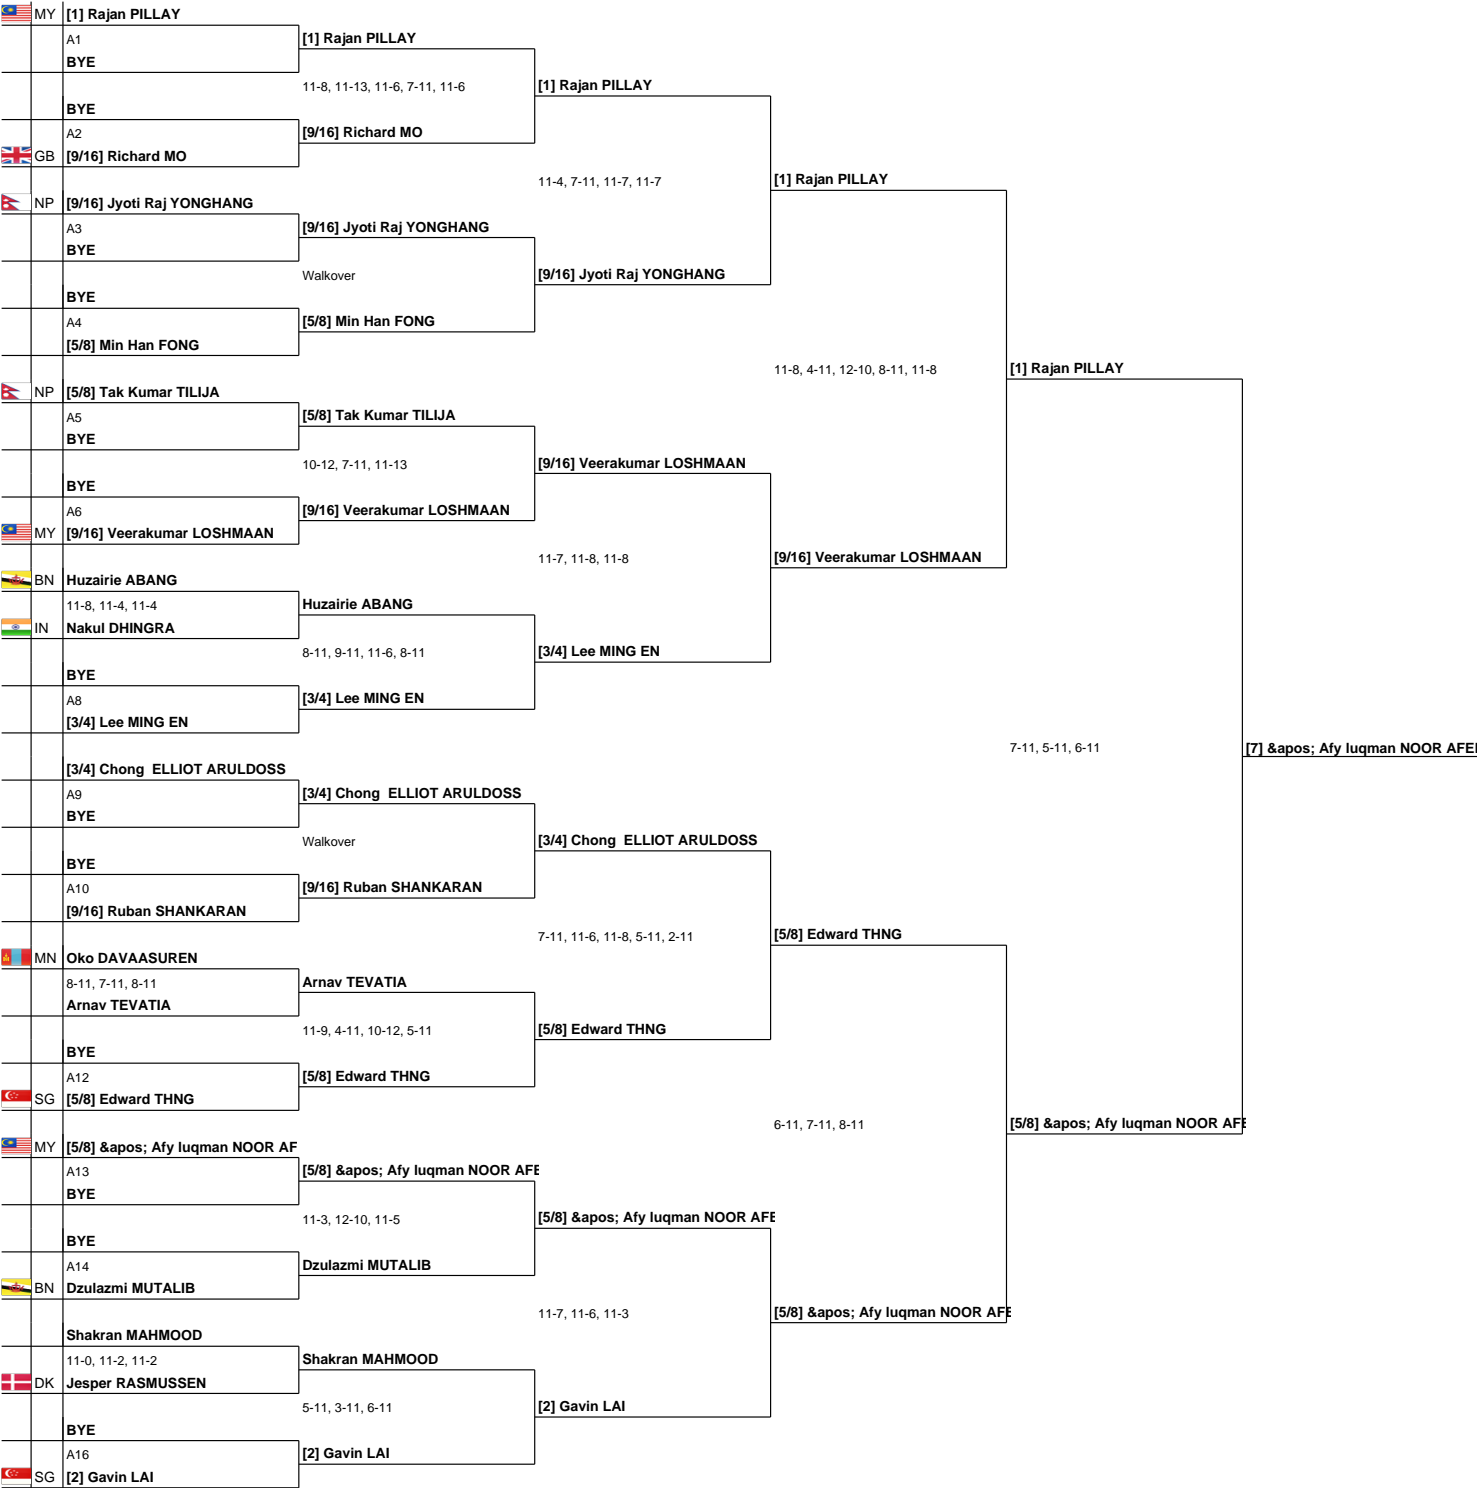 MY [1] Rajan PILLAY
A1
BYE
[1] Rajan PILLAY
11-8, 11-13, 11-6, 7-11, 11-6
[1] Rajan PILLAY
BYE
A2
[9/16] Richard MO
GB [9/16] Richard MO
11-4, 7-11, 11-7, 11-7
[1] Rajan PILLAY
NP [9/16] Jyoti Raj YONGHANG
A3
BYE
[9/16] Jyoti Raj YONGHANG
Walkover
[9/16] Jyoti Raj YONGHANG
BYE
A4
[5/8] Min Han FONG
[5/8] Min Han FONG
11-8, 4-11, 12-10, 8-11, 11-8
[1] Rajan PILLAY
NP [5/8] Tak Kumar TILIJA
A5
BYE
[5/8] Tak Kumar TILIJA
10-12, 7-11, 11-13
[9/16] Veerakumar LOSHMAAN
BYE
A6
[9/16] Veerakumar LOSHMAAN
MY [9/16] Veerakumar LOSHMAAN
11-7, 11-8, 11-8
[9/16] Veerakumar LOSHMAAN
BN Huzairie ABANG
11-8, 11-4, 11-4
IN Nakul DHINGRA
Huzairie ABANG
8-11, 9-11, 11-6, 8-11
[3/4] Lee MING EN
BYE
A8
[3/4] Lee MING EN
[3/4] Lee MING EN
7-11, 5-11, 6-11
[7] &apos; Afy luqman NOOR AFE
[3/4] Chong  ELLIOT ARULDOSS
A9
BYE
[3/4] Chong  ELLIOT ARULDOSS
Walkover
[3/4] Chong  ELLIOT ARULDOSS
BYE
A10
[9/16] Ruban SHANKARAN
[9/16] Ruban SHANKARAN
7-11, 11-6, 11-8, 5-11, 2-11
[5/8] Edward THNG
MN Oko DAVAASUREN
8-11, 7-11, 8-11
Arnav TEVATIA
Arnav TEVATIA
11-9, 4-11, 10-12, 5-11
[5/8] Edward THNG
BYE
A12
[5/8] Edward THNG
SG [5/8] Edward THNG
6-11, 7-11, 8-11
[5/8] &apos; Afy luqman NOOR AFE
MY [5/8] &apos; Afy luqman NOOR AF
A13
BYE
[5/8] &apos; Afy luqman NOOR AFE
11-3, 12-10, 11-5
[5/8] &apos; Afy luqman NOOR AFE
BYE
A14
Dzulazmi MUTALIB
BN Dzulazmi MUTALIB
11-7, 11-6, 11-3
[5/8] &apos; Afy luqman NOOR AFE
Shakran MAHMOOD
11-0, 11-2, 11-2
DK Jesper RASMUSSEN
Shakran MAHMOOD
5-11, 3-11, 6-11
[2] Gavin LAI
BYE
A16
[2] Gavin LAI
SG [2] Gavin LAI